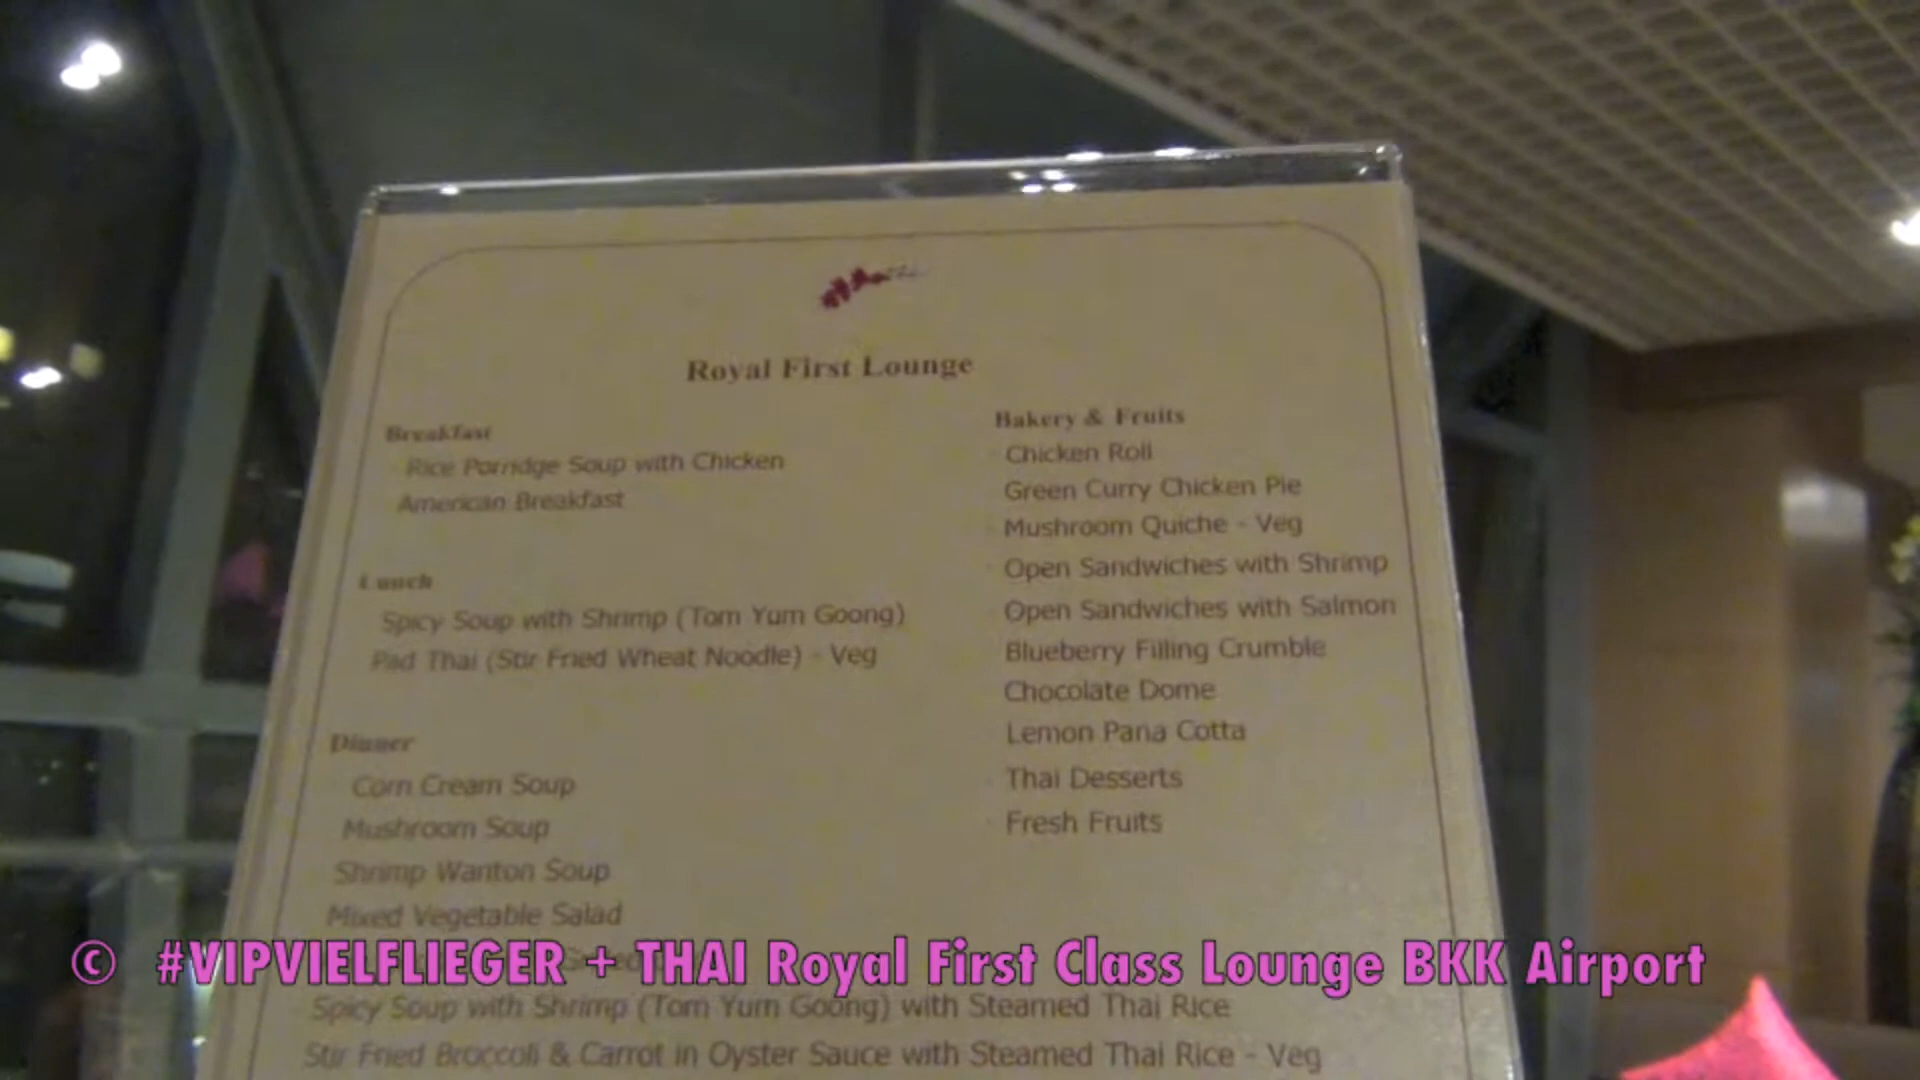 Royal First Lounge
Breakfast
Rice Porridge Soup with Chicken
American Breakfast
Lunch
Spicy Soup with Shrimp (Tom Yum Goong)
Pad Thai (Stir Fried Wheat Noodle) - Veg
Dinner
Corn Cream Soup
Mushroom Soup
Shrimp Wanton Soup
Mixed Vegetable Salad
Spicy Soup with Shrimp (Tom Yum Goong) with Steamed Thai Rice
Stir Fried Broccoli & Carrot in Oyster Sauce with Steamed Thai Rice - Veg
Bakery & Fruits
Chicken Roll
Green Curry Chicken Pie
Mushroom Quiche - Veg
Open Sandwiches with Shrimp
Open Sandwiches with Salmon
Blueberry Filling Crumble
Chocolate Dome
Lemon Pana Cotta
Thai Desserts
Fresh Fruits
© #VIPVIELFLIEGER + THAI Royal First Class Lounge BKK Airport